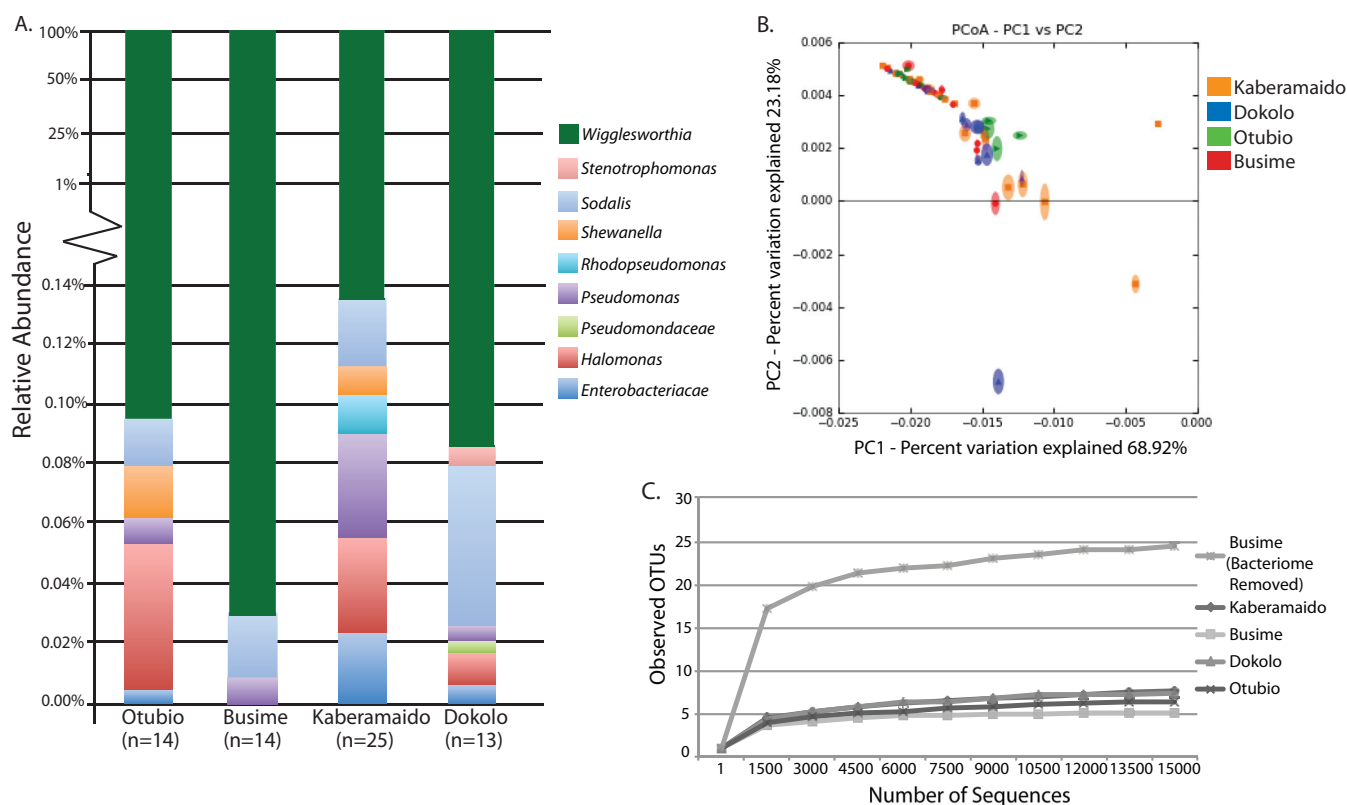 A.
100%
50%
25%
1%
0.14%
0.12%
0.10%
0.08%
0.06%
0.04%
0.02%
0.00%
Relative Abundance
Otubio
(n=14)
Busime
(n=14)
Kaberamaido
(n=25)
Dokolo
(n=13)
Wigglesworthia
Stenotrophomonas
Sodalis
Shewanella
Rhodopseudomonas
Pseudomonas
Pseudomondaceae
Halomonas
Enterobacteriacae
B.
PCoA - PC1 vs PC2
0.006
0.004
0.002
0.000
−0.002
−0.004
−0.006
−0.008
PC2 - Percent variation explained 23.18%
−0.025
−0.020
−0.015
−0.010
−0.005
0.000
PC1 - Percent variation explained 68.92%
Kaberamaido
Dokolo
Otubio
Busime
C.
30
25
20
15
10
5
0
Observed OTUs
1
1500
3000
4500
6000
7500
9000
10500
12000
13500
15000
Number of Sequences
Busime
(Bacteriome
Removed)
Kaberamaido
Busime
Dokolo
Otubio